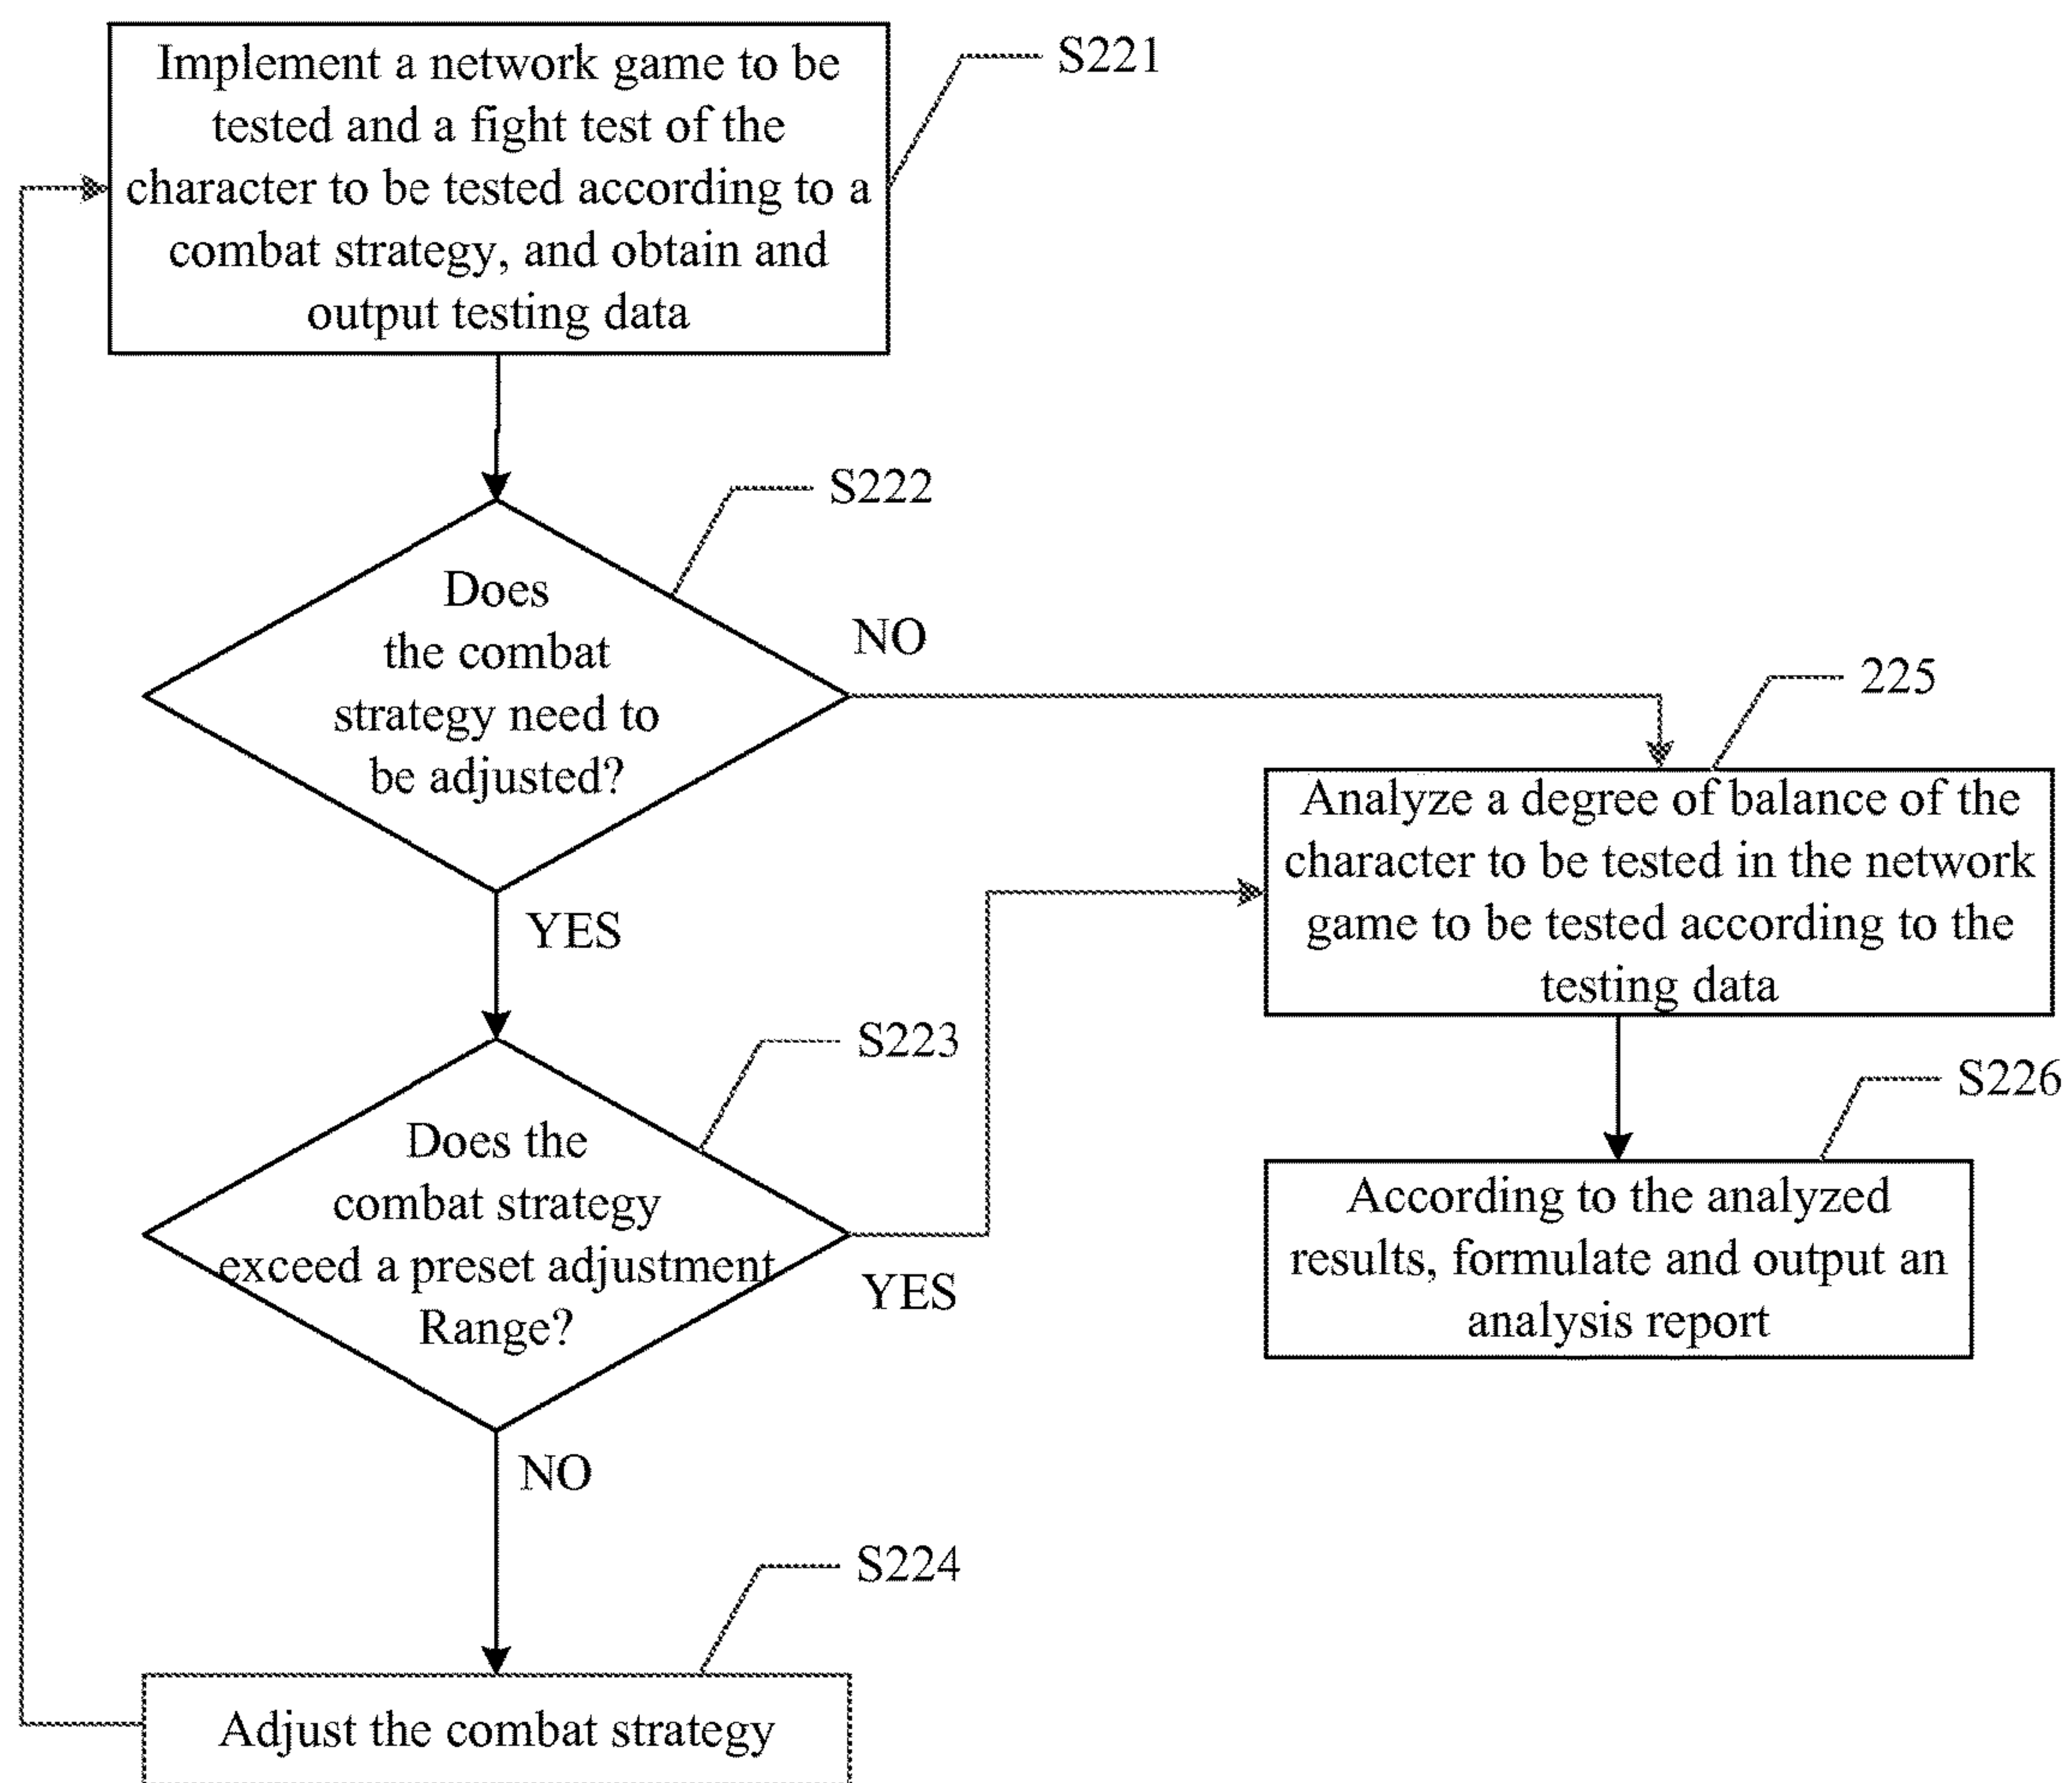 Implement a network game to be
tested and a fight test of the
character to be tested according to a
combat strategy, and obtain and
output testing data
S221
S222
Does
the combat
strategy need to
be adjusted?
NO
YES
225
Analyze a degree of balance of the
character to be tested in the network
game to be tested according to the
testing data
S223
Does the
combat strategy
exceed a preset adjustment
Range?
YES
NO
S226
According to the analyzed
results, formulate and output an
analysis report
S224
Adjust the combat strategy